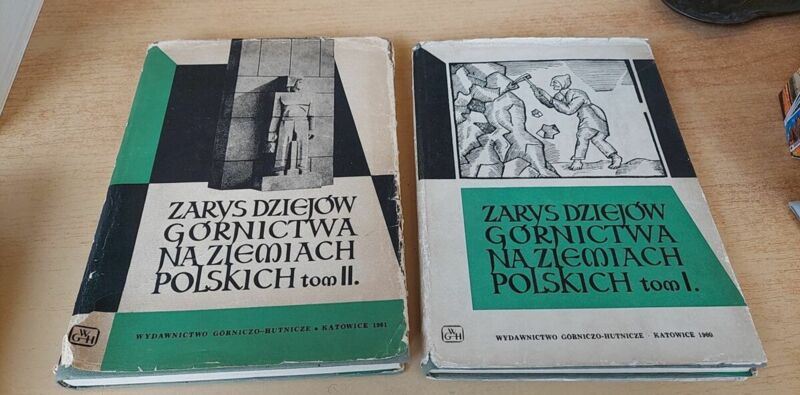 ZARYS DZIEJÓW
GÓRNICTWA
NA ZIEMIACH
POLSKICH tom II.
WGH
WYDAWNICTWO GÓRNICZO-HUTNICZE • KATOWICE 1961
ZARYS DZIEJÓW
GÓRNICTWA
NA ZIEMIACH
POLSKICH tom I.
WGH
WYDAWNICTWO GÓRNICZO-HUTNICZE · KATOWICE 1960